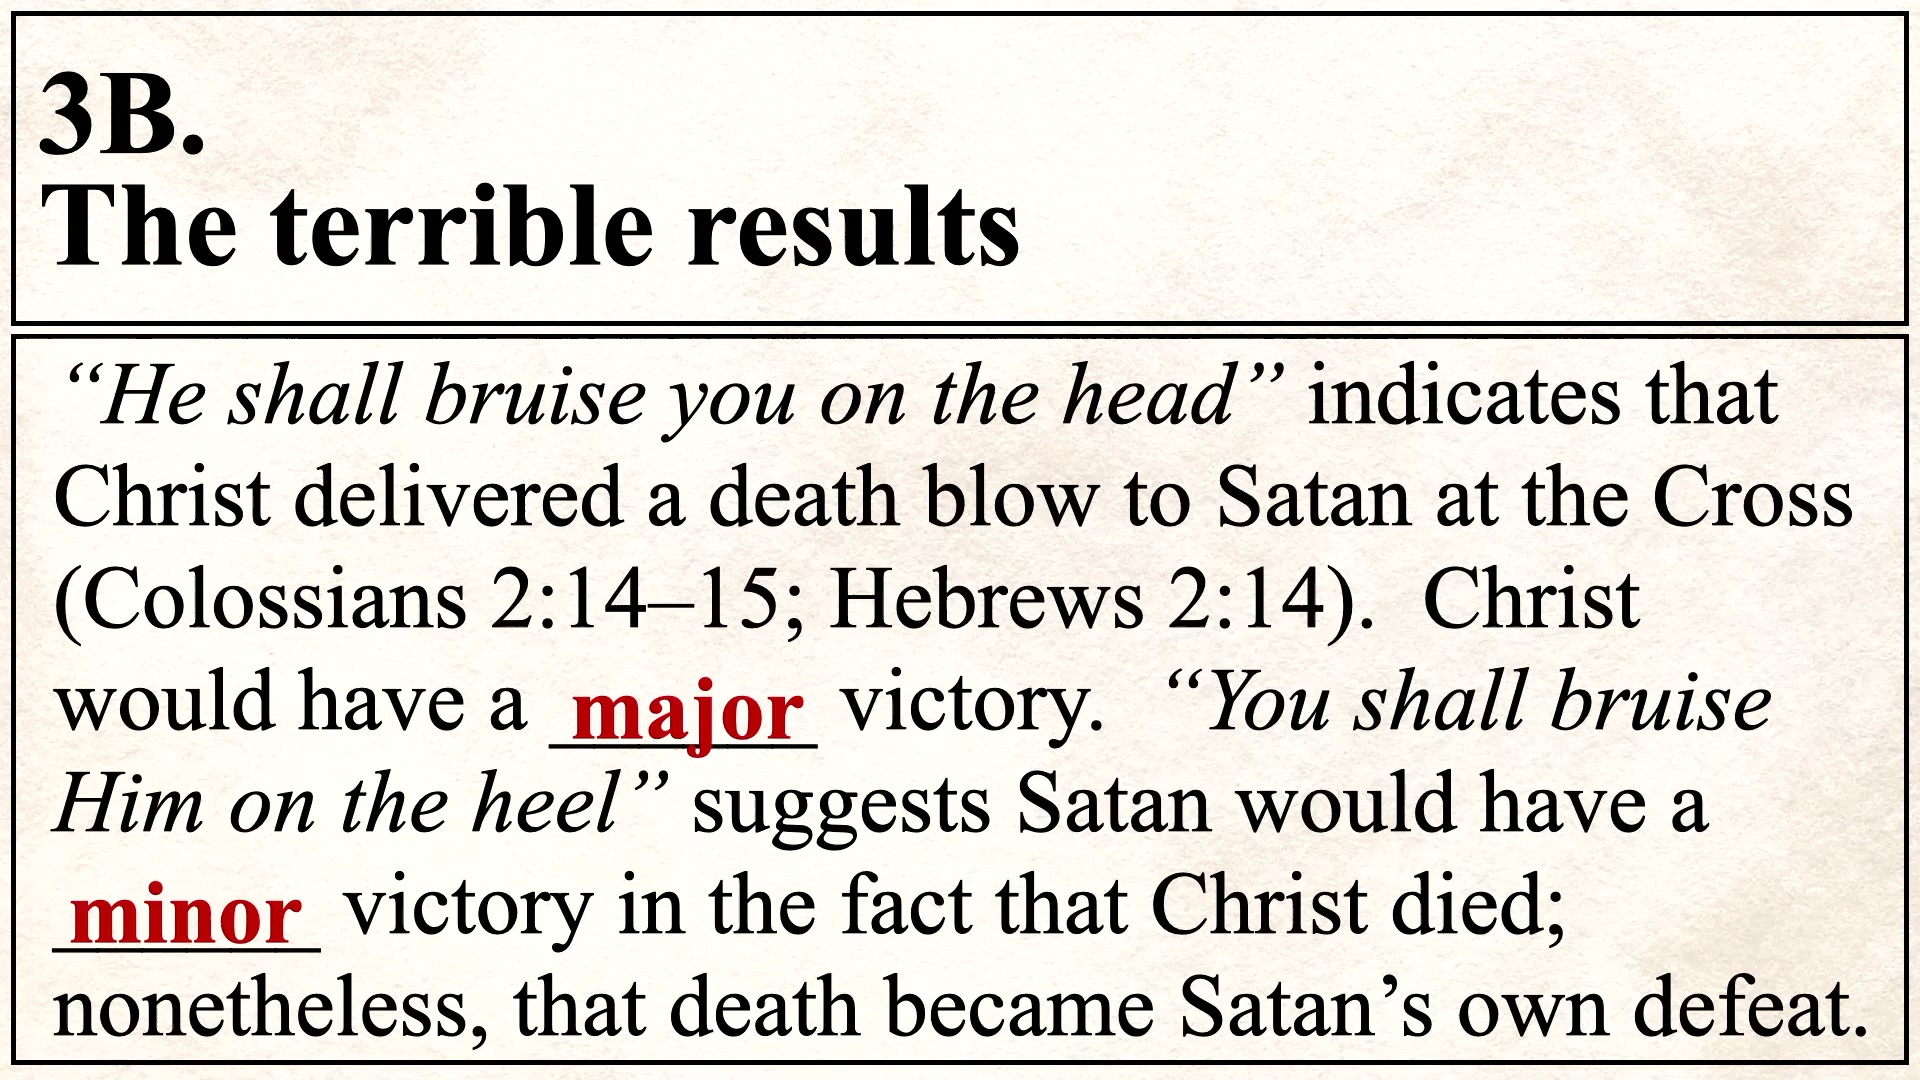 3B.
The terrible results
“He shall bruise you on the head” indicates that
Christ delivered a death blow to Satan at the Cross
(Colossians 2:14–15; Hebrews 2:14).  Christ
would have a major victory.  “You shall bruise
Him on the heel” suggests Satan would have a
minor victory in the fact that Christ died;
nonetheless, that death became Satan’s own defeat.